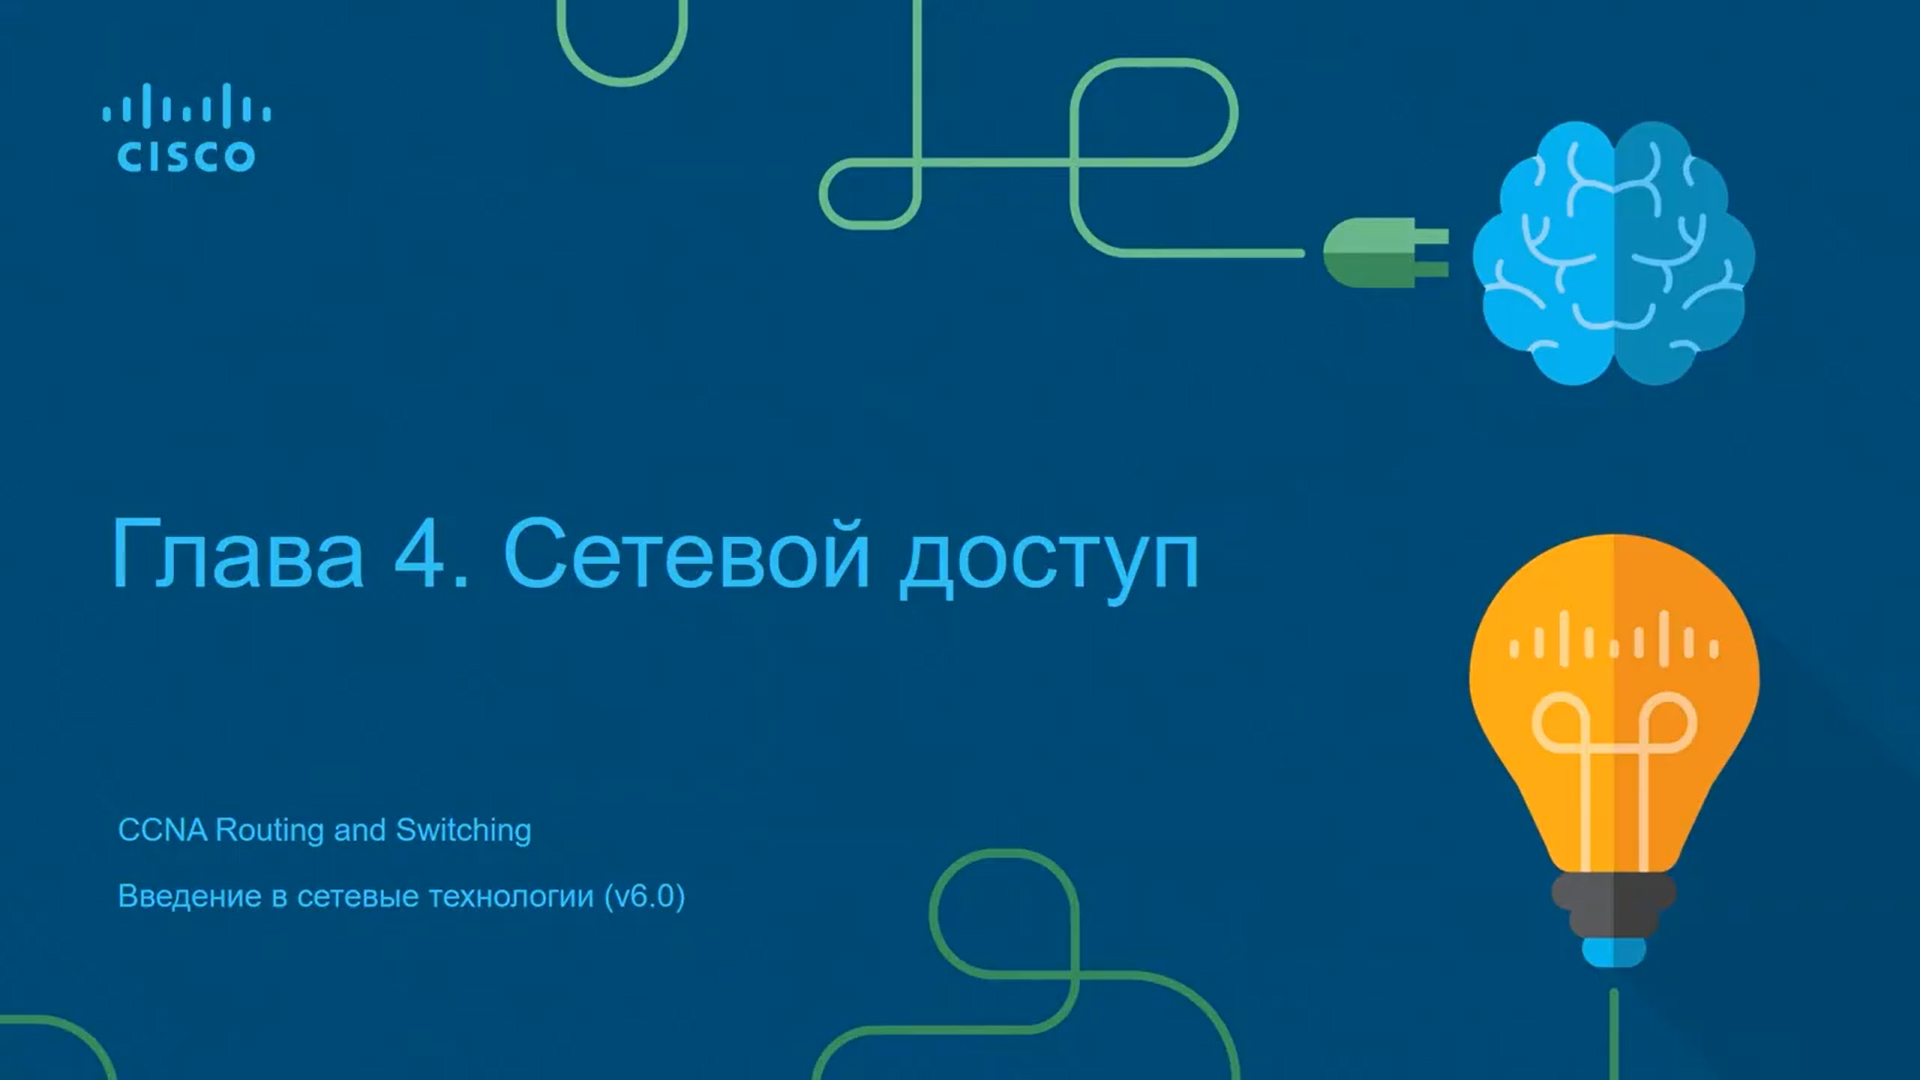 CISCO
Глава 4. Сетевой доступ
CCNA Routing and Switching
Введение в сетевые технологии (v6.0)